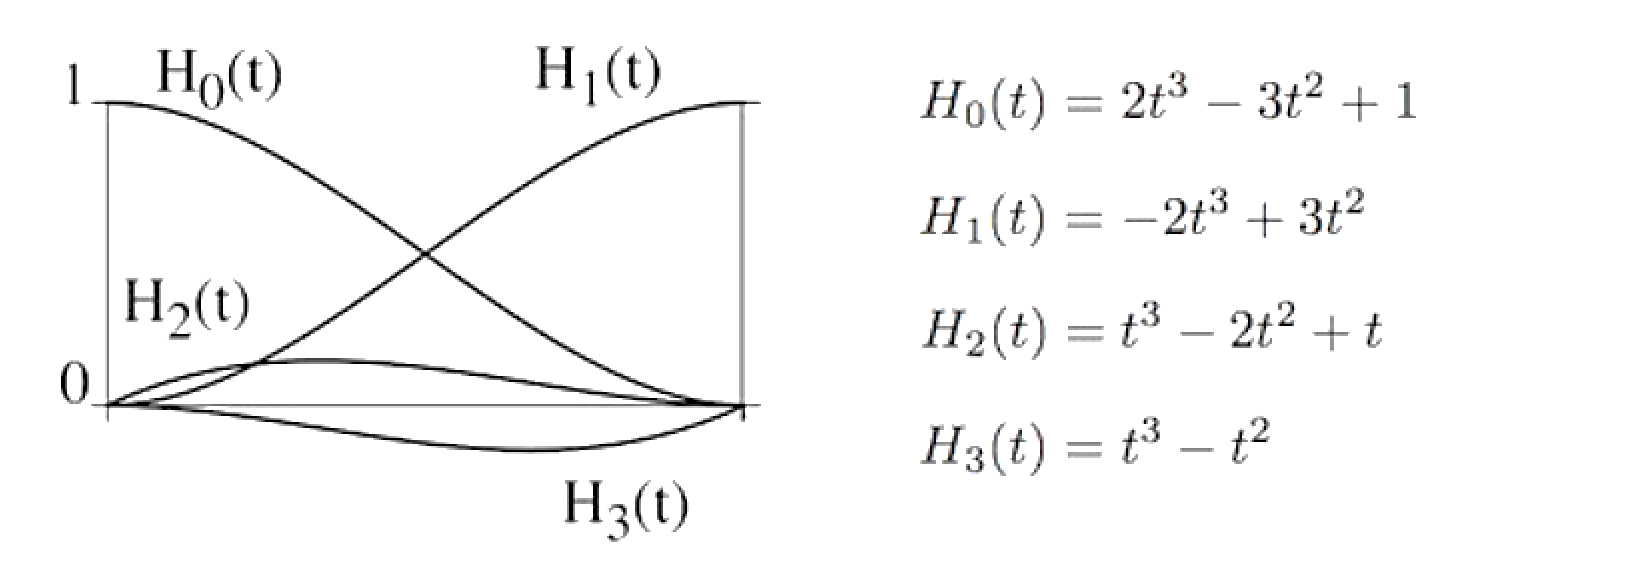 1
H₀(t)
H₁(t)
H₂(t)
0
H₃(t)
H₀(t) = 2t³ − 3t² + 1
H₁(t) = −2t³ + 3t²
H₂(t) = t³ − 2t² + t
H₃(t) = t³ − t²